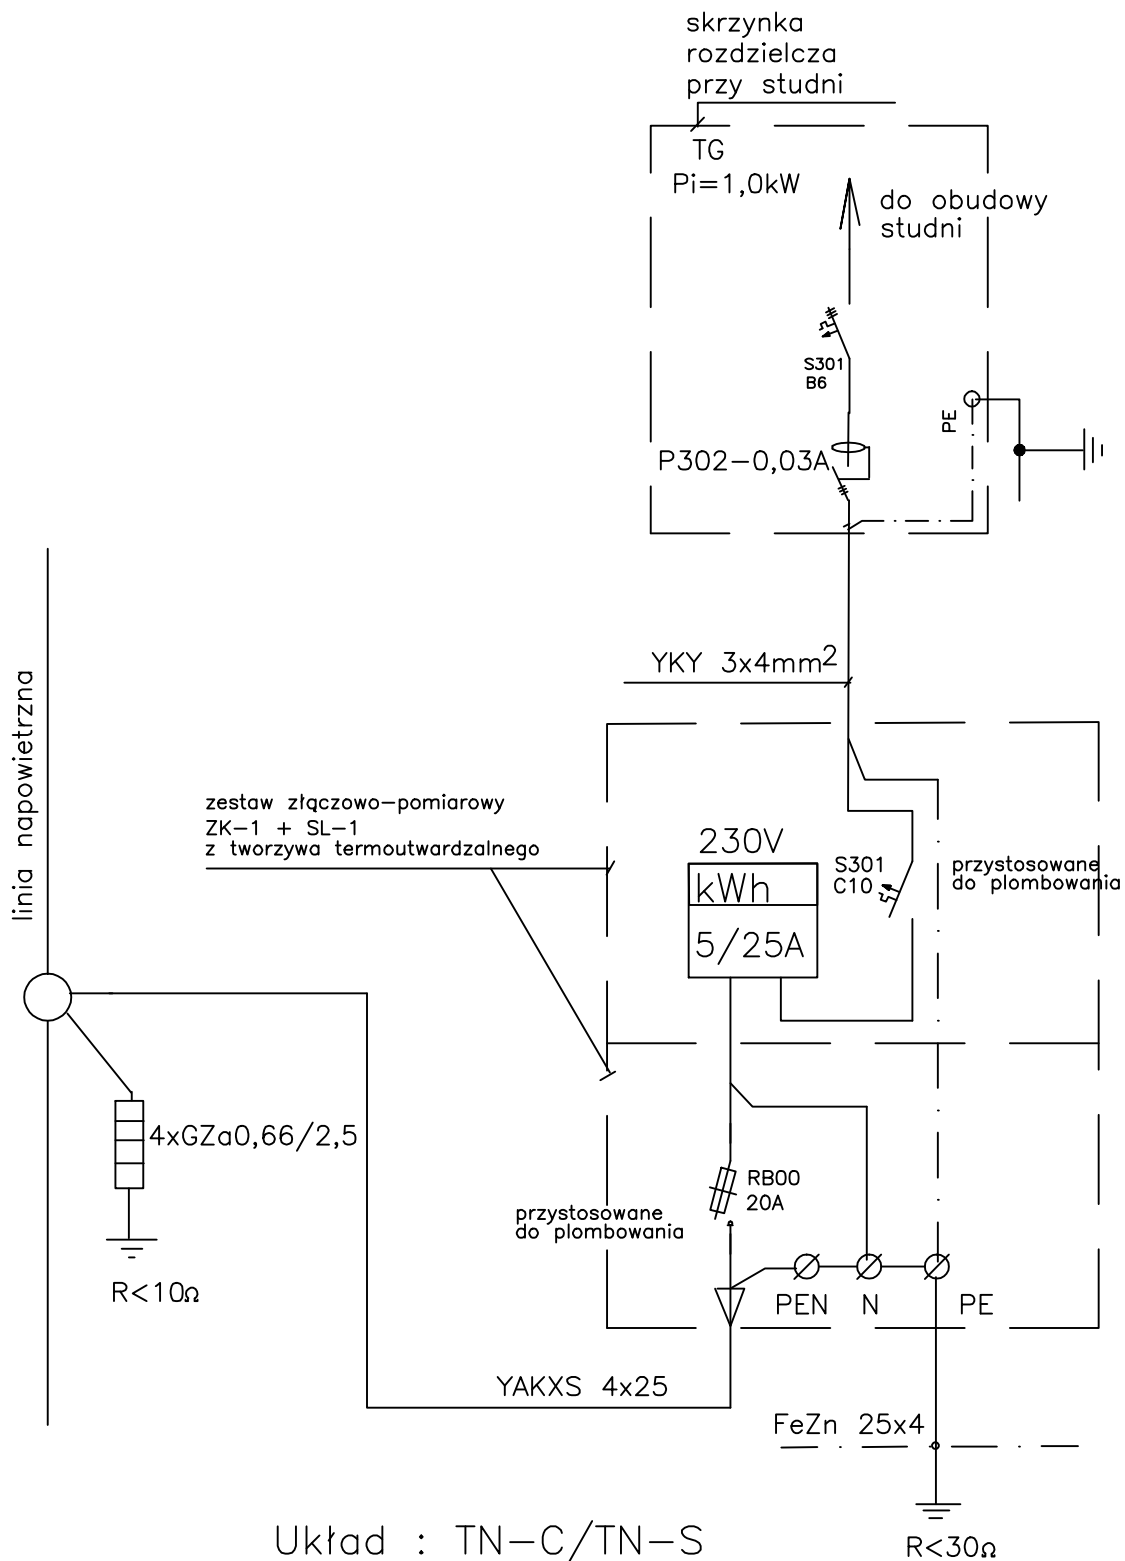 skrzynka
rozdzielcza
przy studni
TG
Pi=1,0kW
do obudowy
studni
S301
B6
PE
P302-0,03A
YKY 3x4mm2
linia napowietrzna
zestaw złączowo-pomiarowy
ZK-1 + SL-1
z tworzywa termoutwardzalnego
230V
kWh
5/25A
S301
C10
przystosowane
do plombowania
4xGZa0,66/2,5
R<10Ω
RB00
20A
przystosowane
do plombowania
PEN N PE
YAKXS 4x25
FeZn 25x4
R<30Ω
Układ : TN-C/TN-S